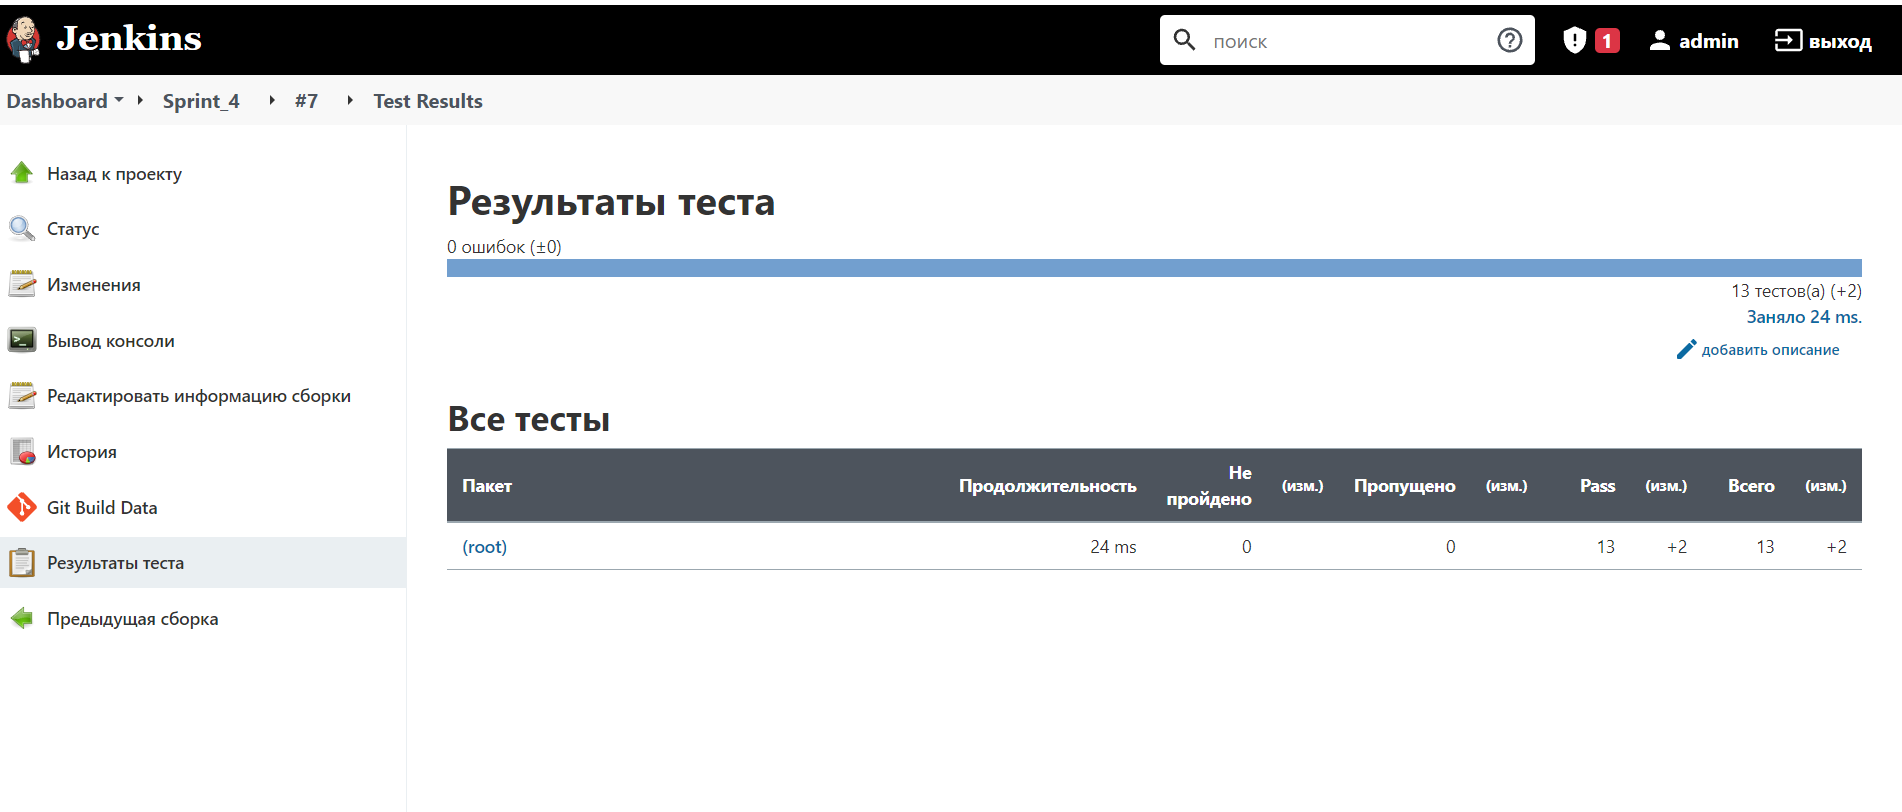 Jenkins
поиск
1
admin
выход
Dashboard
Sprint_4
#7
Test Results
Назад к проекту
Статус
Изменения
Вывод консоли
Редактировать информацию сборки
История
Git Build Data
Результаты теста
Предыдущая сборка
Результаты теста
0 ошибок (±0)
13 тестов(а) (+2)
Заняло 24 ms.
добавить описание
Все тесты
Пакет Продолжительность Не пройдено (изм.) Пропущено (изм.) Pass (изм.) Всего (изм.)
(root) 24 ms 0 0 13 +2 13 +2